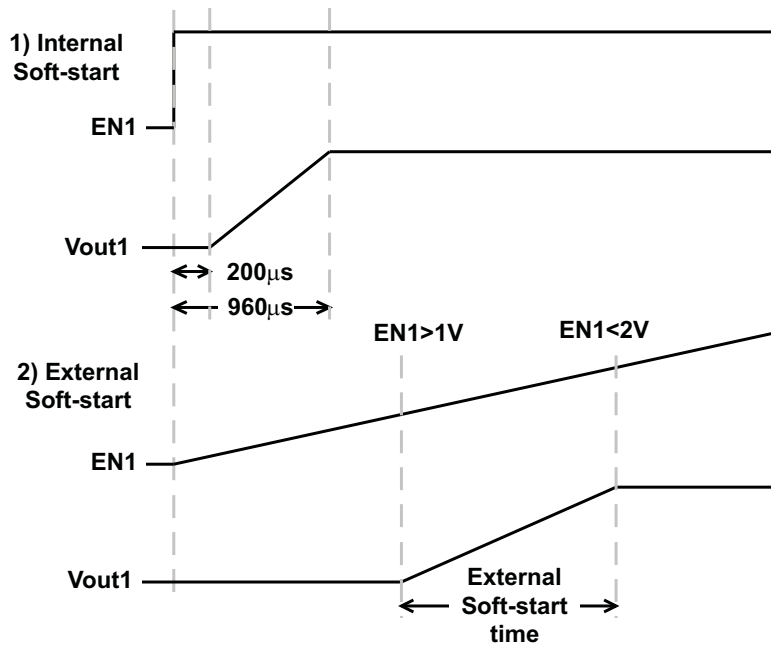 1) Internal
Soft-start
EN1
Vout1
200μs
960μs
EN1>1V
EN1<2V
2) External
Soft-start
EN1
Vout1
External
Soft-start
time